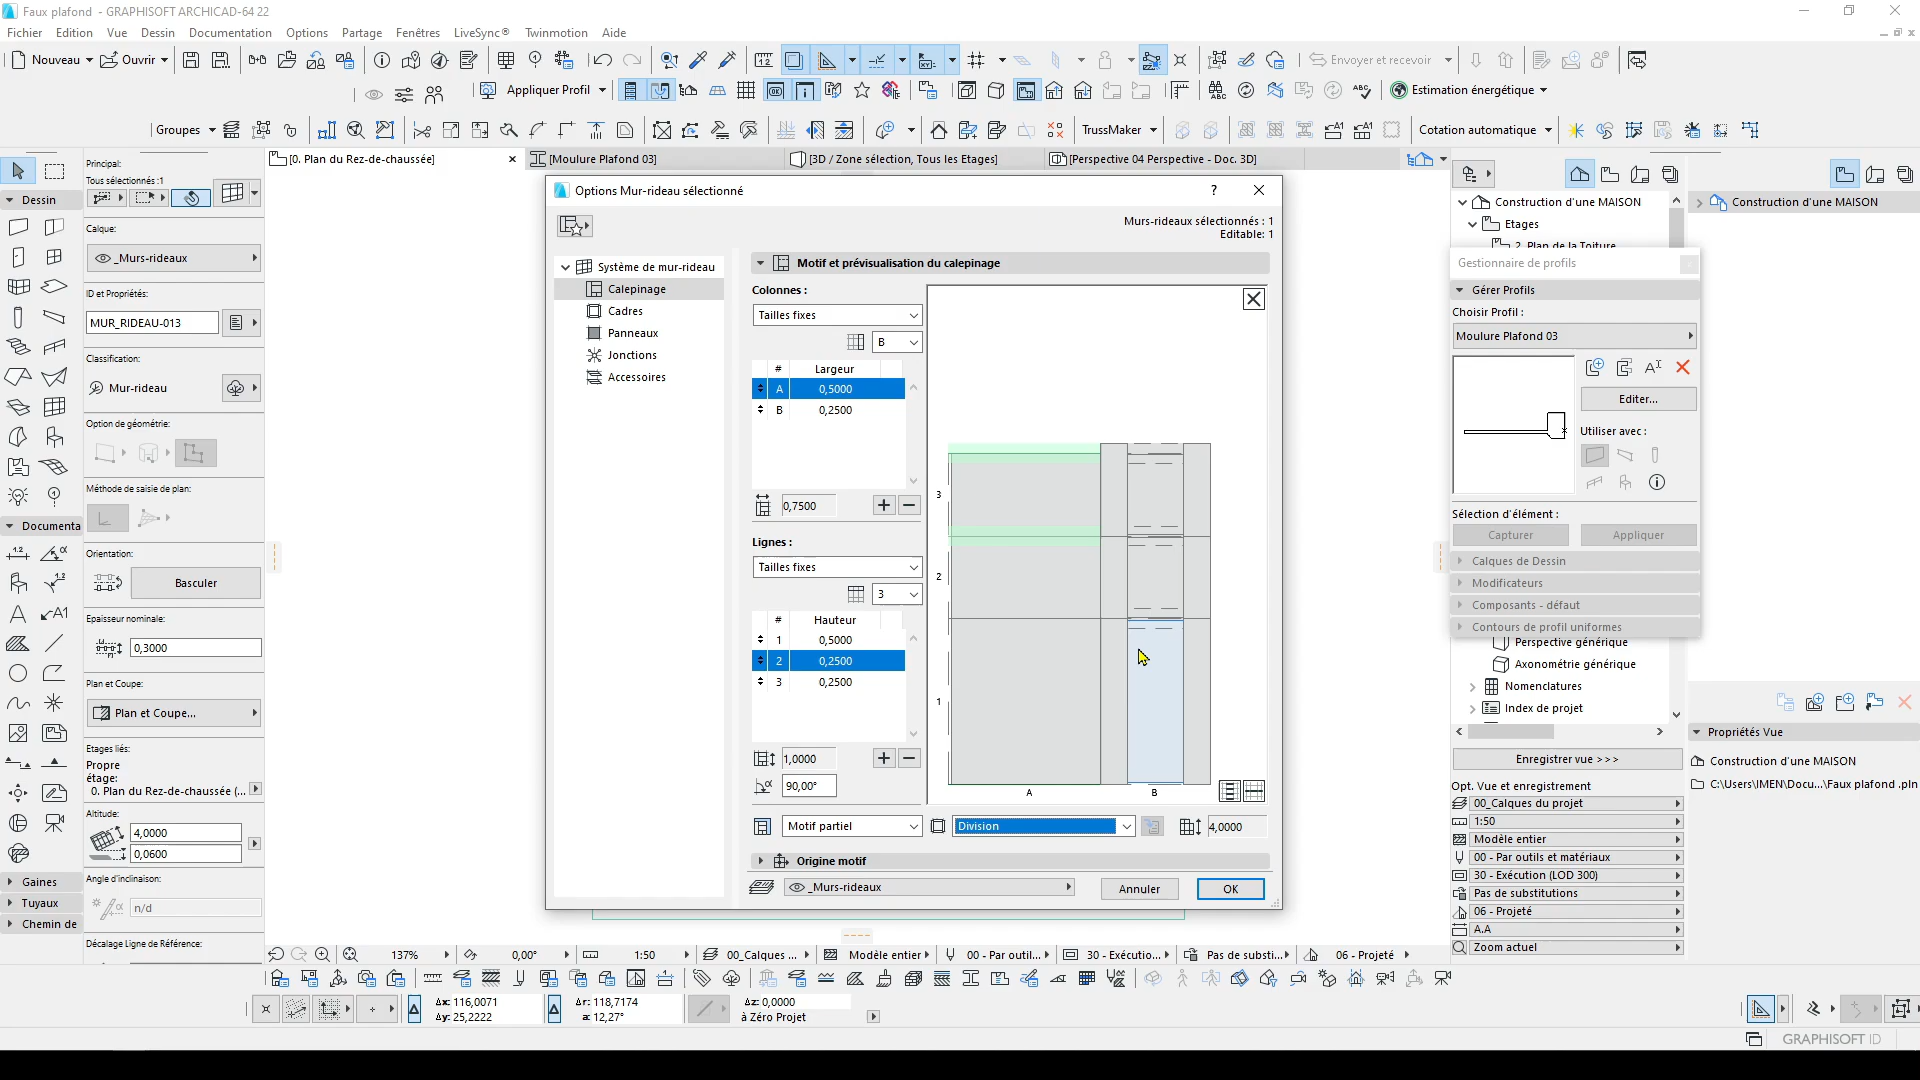 Faux plafond - GRAPHISOFT ARCHICAD-64 22
Fichier Edition Vue Dessin Documentation Options Partage Fenêtres LiveSync® Twinmotion Aide
Nouveau Ouvrir Envoyer et recevoir
Appliquer Profil Estimation énergétique
Groupes TrussMaker Cotation automatique
[0. Plan du Rez-de-chaussée] [Moulure Plafond 03] [3D / Zone sélection, Tous les Etages] [Perspective 04 Perspective - Doc. 3D]
Dessin
Documenta
Gaines
Tuyaux
Chemin de
Principal:
Tous sélectionnés :1
Calque:
_Murs-rideaux
ID et Propriétés:
MUR_RIDEAU-013
Classification:
Mur-rideau
Option de géométrie:
Méthode de saisie de plan:
Orientation:
Basculer
Epaisseur nominale:
0,3000
Plan et Coupe:
Plan et Coupe...
Etages liés:
Propre
étage:
0. Plan du Rez-de-chaussée (...
Altitude:
4,0000
0,0600
Angle d'inclinaison:
n/d
Décalage Ligne de Référence:
Options Mur-rideau sélectionné
?
Murs-rideaux sélectionnés : 1
Editable: 1
Système de mur-rideau
Calepinage
Cadres
Panneaux
Jonctions
Accessoires
Motif et prévisualisation du calepinage
Colonnes :
Tailles fixes
B
# Largeur
A 0,5000
B 0,2500
0,7500
Lignes :
Tailles fixes
3
# Hauteur
1 0,5000
2 0,2500
3 0,2500
1,0000
90,00°
3
2
1
A B
Motif partiel Division 4,0000
Origine motif
_Murs-rideaux Annuler OK
Construction d'une MAISON
Etages
2. Plan de la Toiture
Gestionnaire de profils
Gérer Profils
Choisir Profil :
Moulure Plafond 03
Editer...
Utiliser avec :
Sélection d'élément :
Capturer Appliquer
Calques de Dessin
Modificateurs
Composants - défaut
Contours de profil uniformes
Perspective générique
Axonométrie générique
Nomenclatures
Index de projet
Enregistrer vue >>>
Opt. Vue et enregistrement
00_Calques du projet
1:50
Modèle entier
00 - Par outils et matériaux
30 - Exécution (LOD 300)
Pas de substitutions
06 - Projeté
A.A
Zoom actuel
Construction d'une MAISON
Propriétés Vue
Construction d'une MAISON
C:\Users\IMEN\Docu...\Faux plafond .pln
137% 0,00° 1:50 00_Calques ... Modèle entier 00 - Par outil... 30 - Exécutio... Pas de substi... 06 - Projeté
Δx: 116,0071 Δr: 118,7174 Δz: 0,0000
Δy: 25,2222 a: 12,27° à Zéro Projet
GRAPHISOFT ID